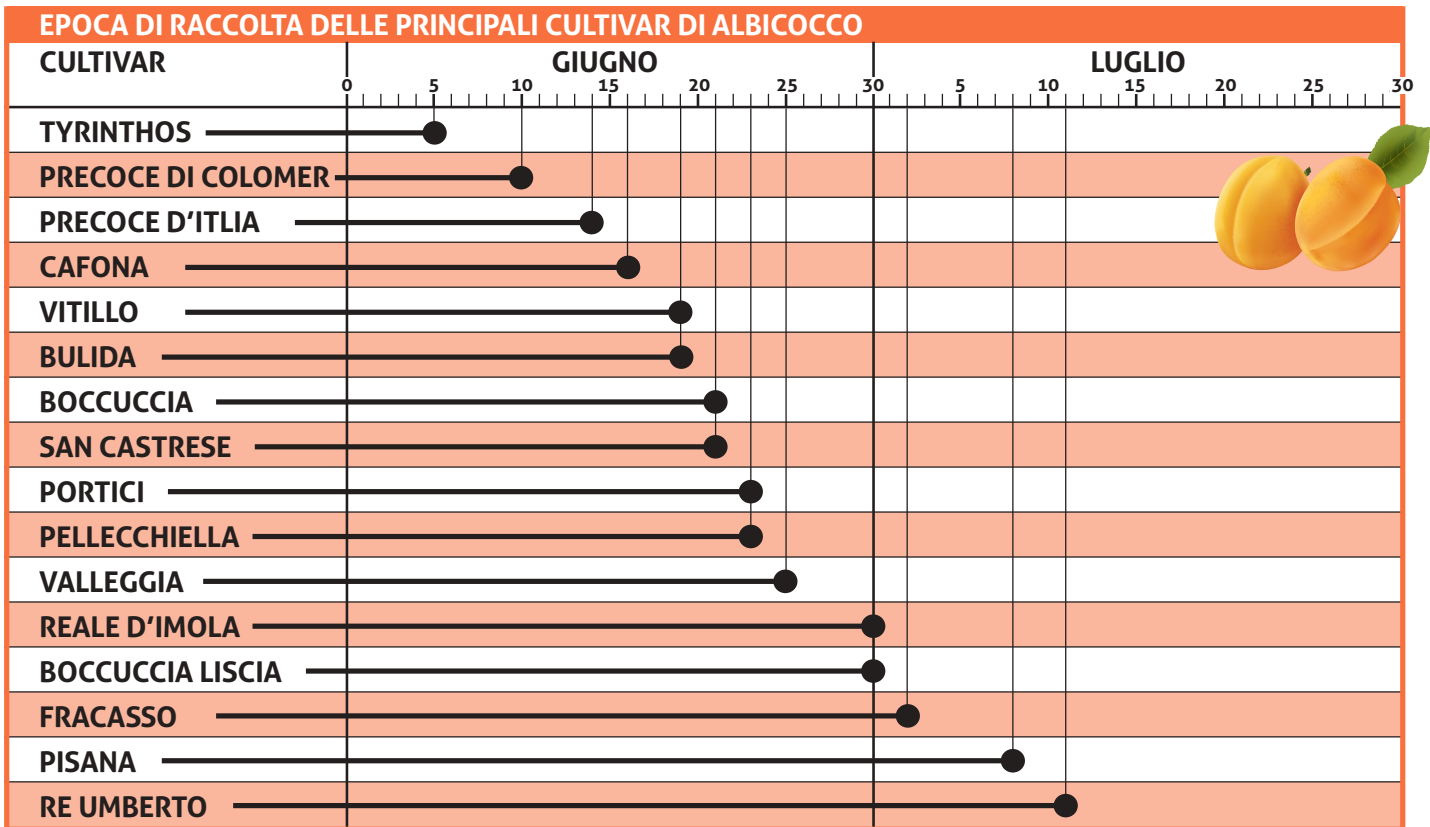 EPOCA DI RACCOLTA DELLE PRINCIPALI CULTIVAR DI ALBICOCCO
CULTIVAR GIUGNO LUGLIO
0 5 10 15 20 25 30 5 10 15 20 25 30
TYRINTHOS
PRECOCE DI COLOMER
PRECOCE D’ITLIA
CAFONA
VITILLO
BULIDA
BOCCUCCIA
SAN CASTRESE
PORTICI
PELLECCHIELLA
VALLEGGIA
REALE D’IMOLA
BOCCUCCIA LISCIA
FRACASSO
PISANA
RE UMBERTO